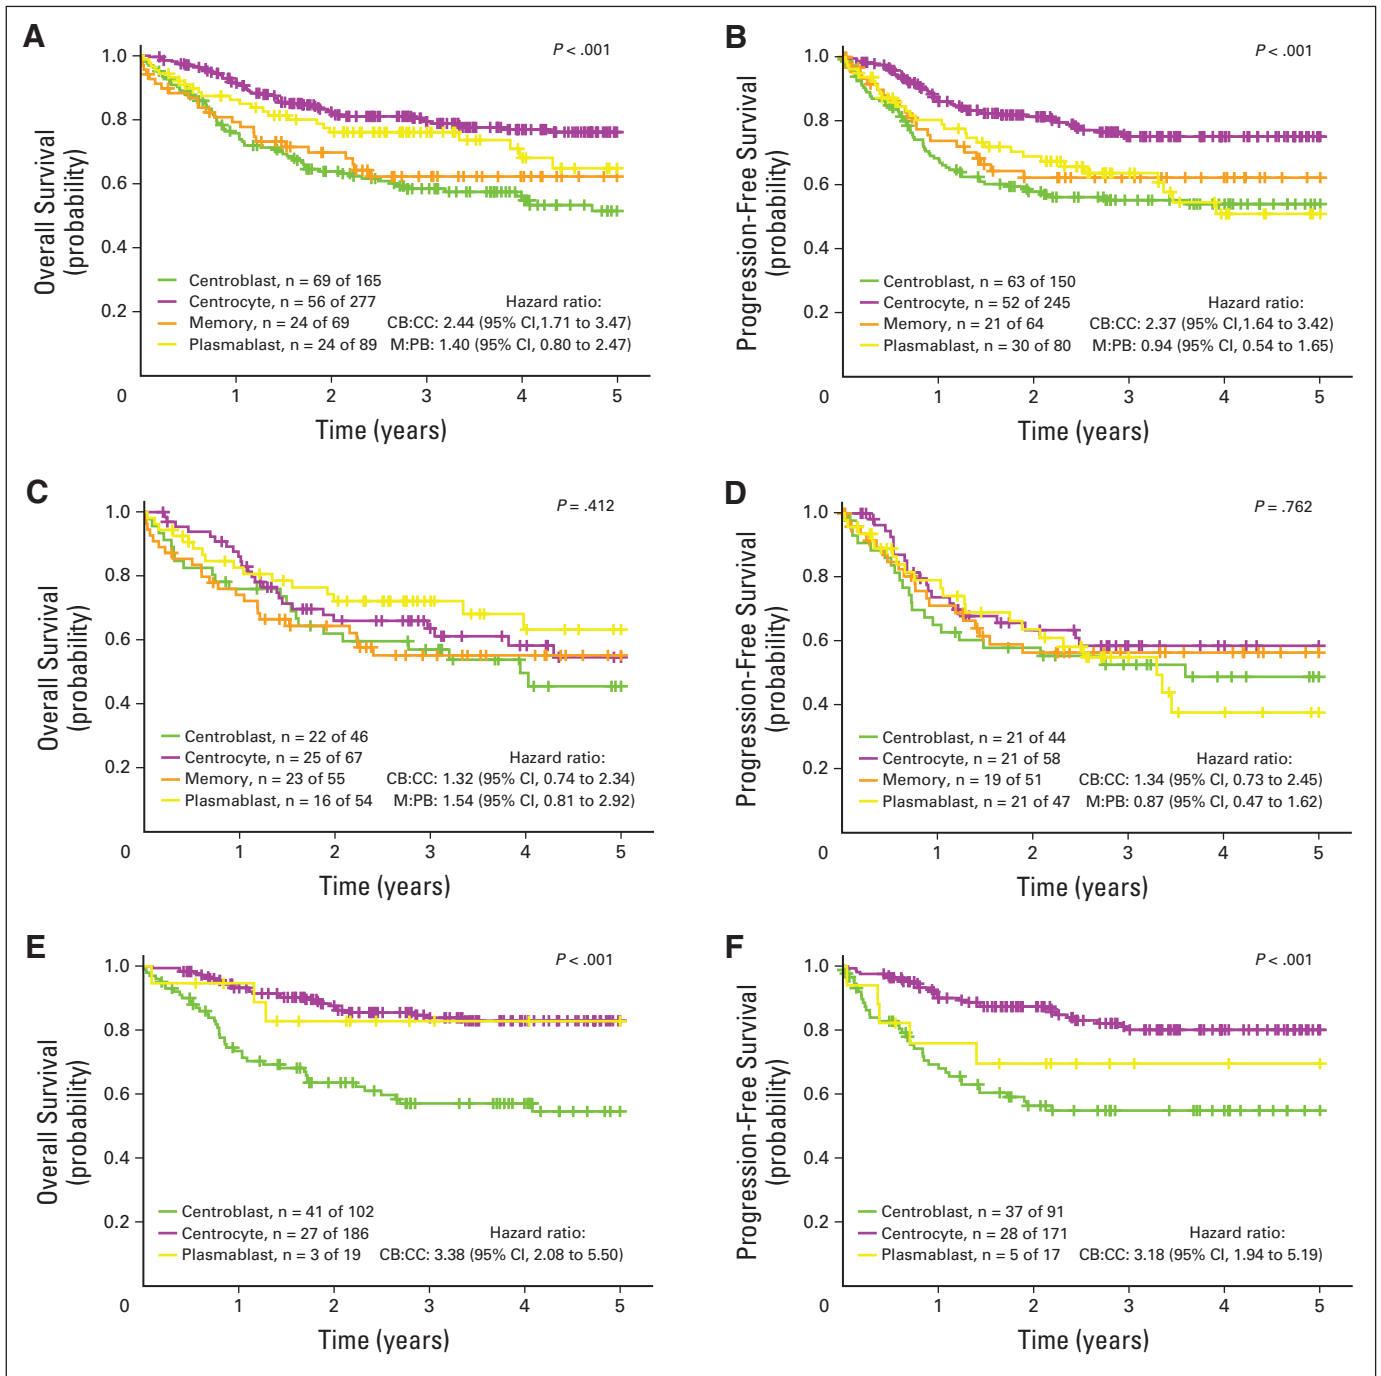 A
P < .001
Overall Survival
(probability)
1.0
0.8
0.6
0.4
0.2
0
1
2
3
4
5
Time (years)
Centroblast, n = 69 of 165
Centrocyte, n = 56 of 277
Memory, n = 24 of 69
Plasmablast, n = 24 of 89
Hazard ratio:
CB:CC: 2.44 (95% CI,1.71 to 3.47)
M:PB: 1.40 (95% CI, 0.80 to 2.47)
B
P < .001
Progression-Free Survival
(probability)
1.0
0.8
0.6
0.4
0.2
0
1
2
3
4
5
Time (years)
Centroblast, n = 63 of 150
Centrocyte, n = 52 of 245
Memory, n = 21 of 64
Plasmablast, n = 30 of 80
Hazard ratio:
CB:CC: 2.37 (95% CI,1.64 to 3.42)
M:PB: 0.94 (95% CI, 0.54 to 1.65)
C
P = .412
Overall Survival
(probability)
1.0
0.8
0.6
0.4
0.2
0
1
2
3
4
5
Time (years)
Centroblast, n = 22 of 46
Centrocyte, n = 25 of 67
Memory, n = 23 of 55
Plasmablast, n = 16 of 54
Hazard ratio:
CB:CC: 1.32 (95% CI, 0.74 to 2.34)
M:PB: 1.54 (95% CI, 0.81 to 2.92)
D
P = .762
Progression-Free Survival
(probability)
1.0
0.8
0.6
0.4
0.2
0
1
2
3
4
5
Time (years)
Centroblast, n = 21 of 44
Centrocyte, n = 21 of 58
Memory, n = 19 of 51
Plasmablast, n = 21 of 47
Hazard ratio:
CB:CC: 1.34 (95% CI, 0.73 to 2.45)
M:PB: 0.87 (95% CI, 0.47 to 1.62)
E
P < .001
Overall Survival
(probability)
1.0
0.8
0.6
0.4
0.2
0
1
2
3
4
5
Time (years)
Centroblast, n = 41 of 102
Centrocyte, n = 27 of 186
Plasmablast, n = 3 of 19
Hazard ratio:
CB:CC: 3.38 (95% CI, 2.08 to 5.50)
F
P < .001
Progression-Free Survival
(probability)
1.0
0.8
0.6
0.4
0.2
0
1
2
3
4
5
Time (years)
Centroblast, n = 37 of 91
Centrocyte, n = 28 of 171
Plasmablast, n = 5 of 17
Hazard ratio:
CB:CC: 3.18 (95% CI, 1.94 to 5.19)